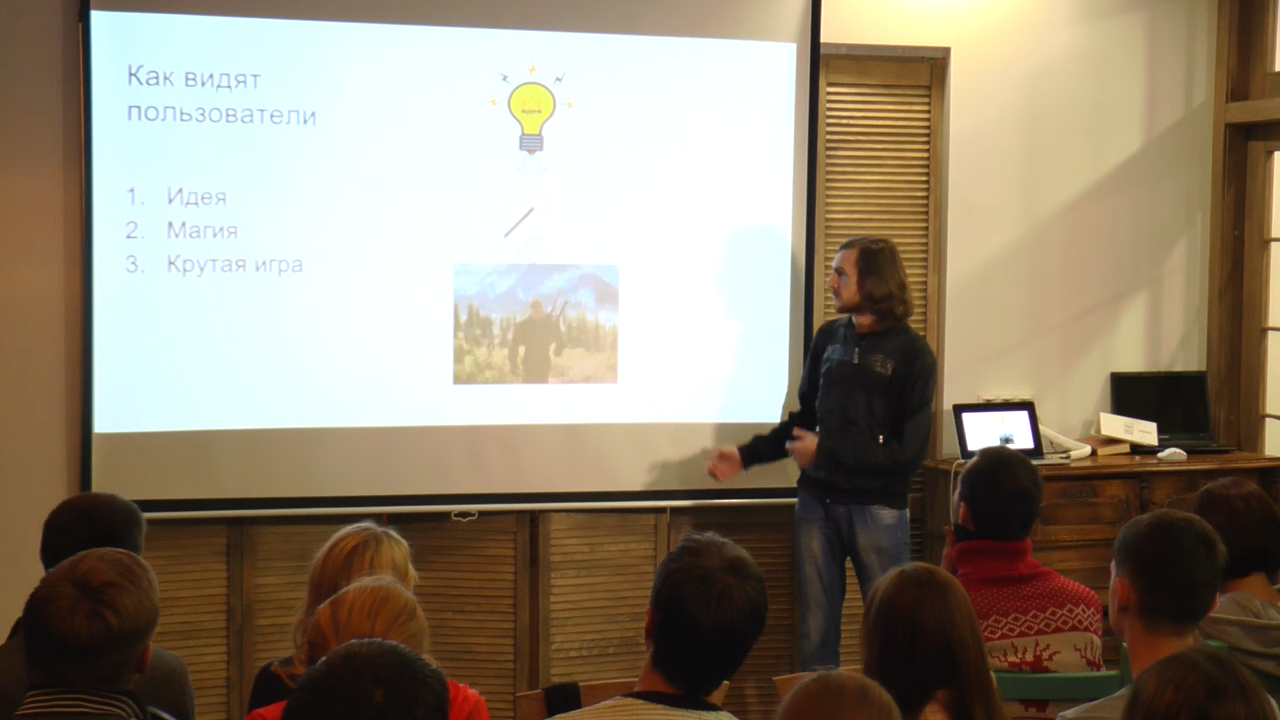 Как видят
пользователи
1. Идея
2. Магия
3. Крутая игра